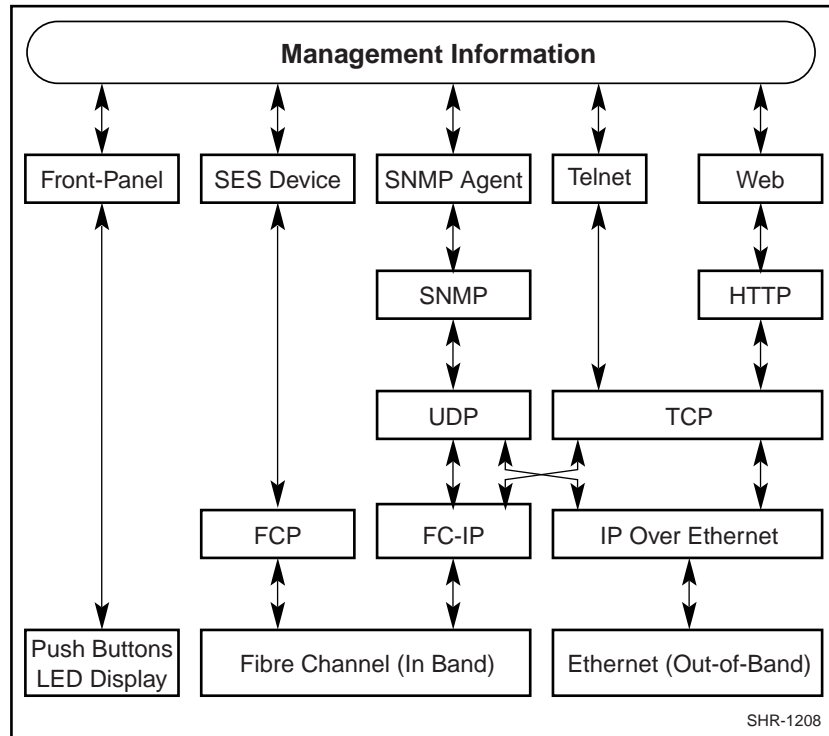 Management Information
Front-Panel
SES Device
SNMP Agent
Telnet
Web
SNMP
HTTP
UDP
TCP
FCP
FC-IP
IP Over Ethernet
Push Buttons
LED Display
Fibre Channel (In Band)
Ethernet (Out-of-Band)
SHR-1208